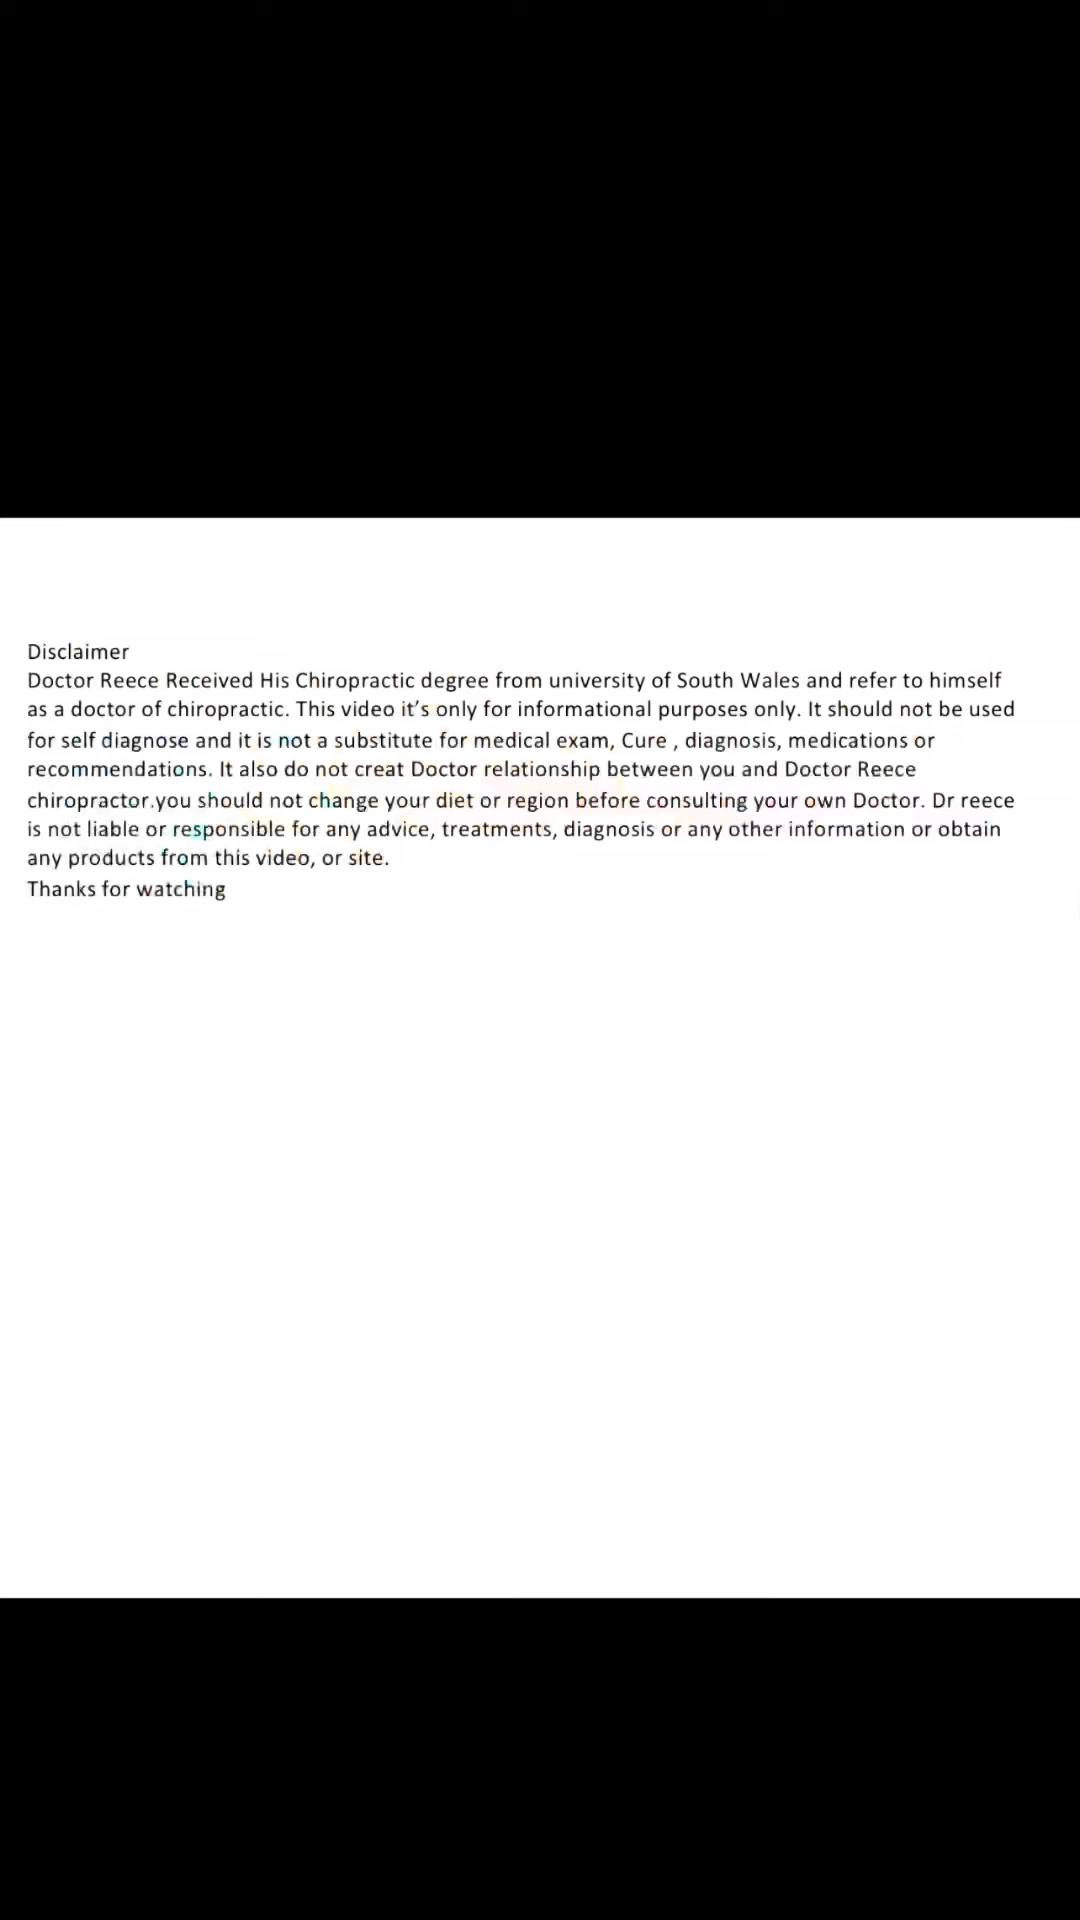 Disclaimer
Doctor Reece Received His Chiropractic degree from university of South Wales and refer to himself
as a doctor of chiropractic. This video it’s only for informational purposes only. It should not be used
for self diagnose and it is not a substitute for medical exam, Cure , diagnosis, medications or
recommendations. It also do not creat Doctor relationship between you and Doctor Reece
chiropractor.you should not change your diet or region before consulting your own Doctor. Dr reece
is not liable or responsible for any advice, treatments, diagnosis or any other information or obtain
any products from this video, or site.
Thanks for watching